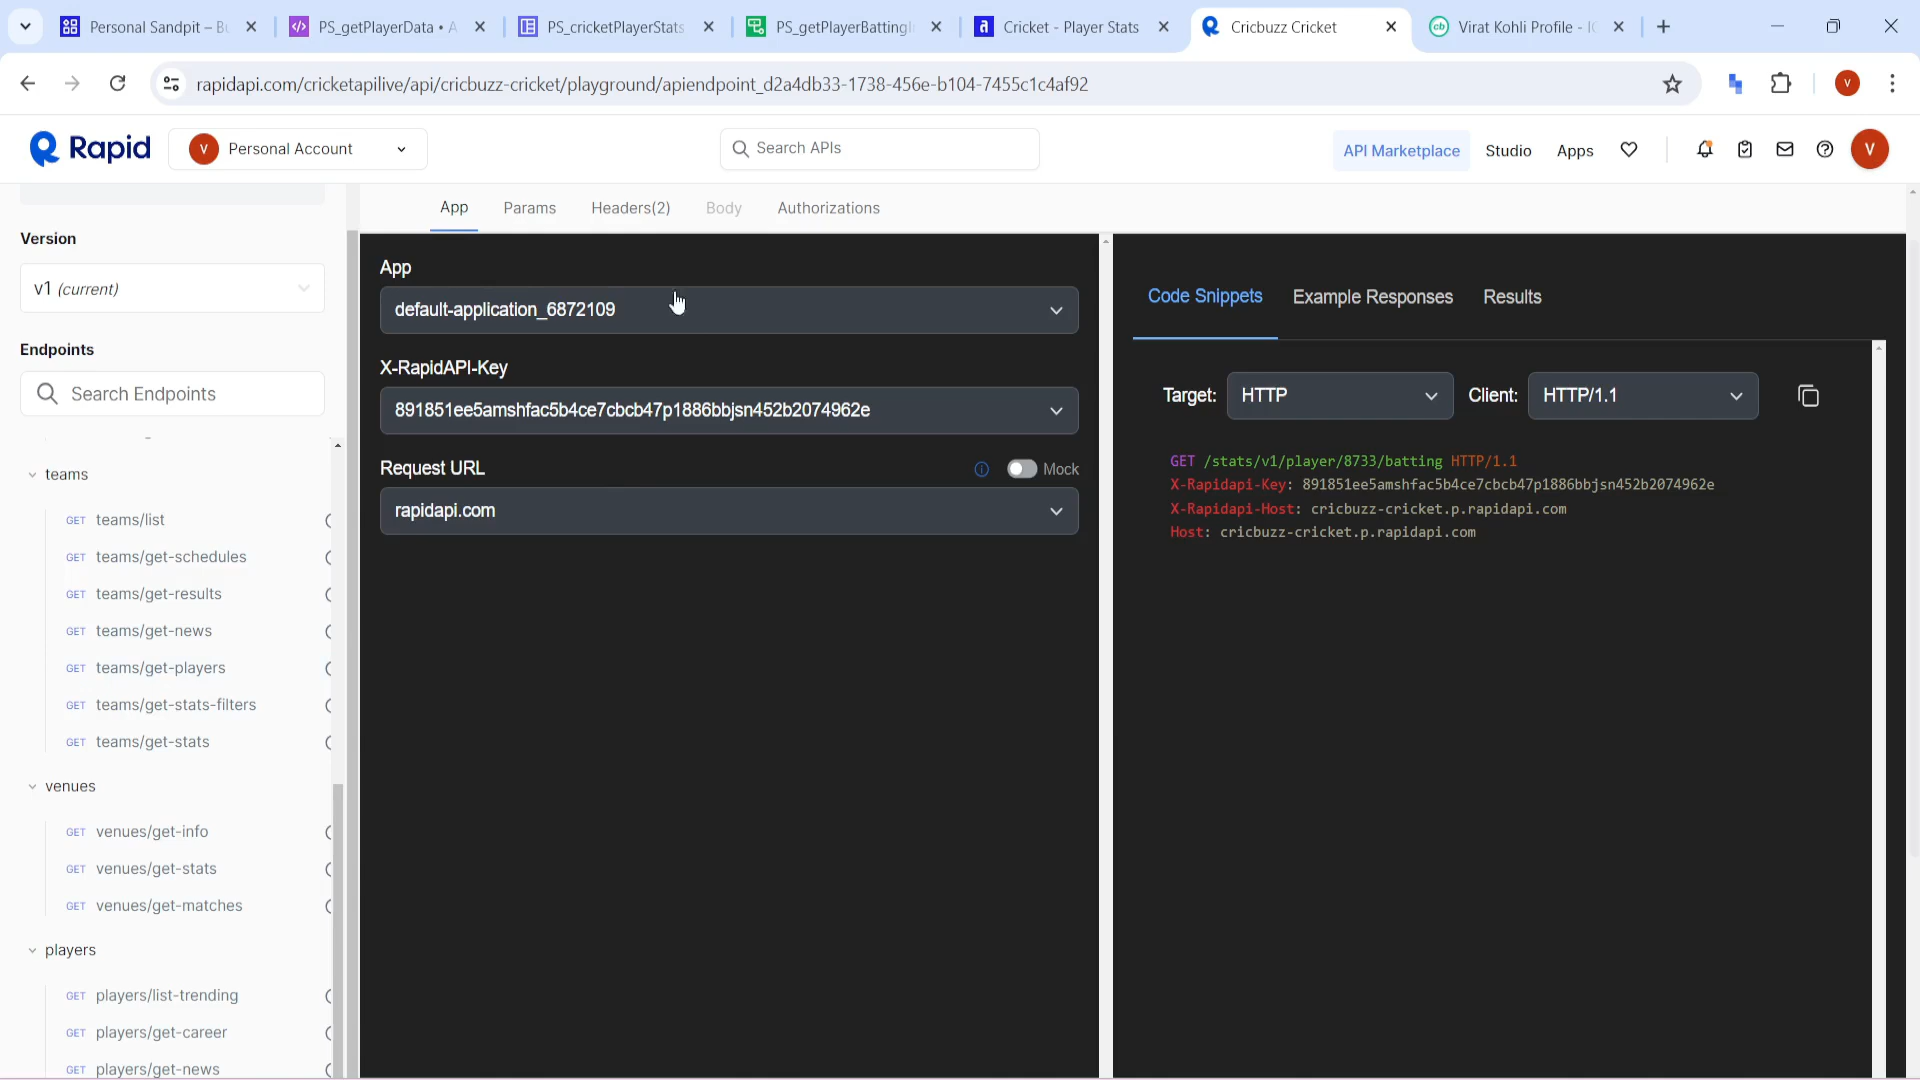 Personal Sandpit – Bu
PS_getPlayerData • A
PS_cricketPlayerStats
PS_getPlayerBattingI
Cricket - Player Stats
Cricbuzz Cricket
Virat Kohli Profile - IC
rapidapi.com/cricketapilive/api/cricbuzz-cricket/playground/apiendpoint_d2a4db33-1738-456e-b104-7455c1c4af92
V
Rapid
V Personal Account
Search APIs
API Marketplace
Studio
Apps
V
App
Params
Headers(2)
Body
Authorizations
Version
v1 (current)
Endpoints
Search Endpoints
teams
GET teams/list
GET teams/get-schedules
GET teams/get-results
GET teams/get-news
GET teams/get-players
GET teams/get-stats-filters
GET teams/get-stats
venues
GET venues/get-info
GET venues/get-stats
GET venues/get-matches
players
GET players/list-trending
GET players/get-career
GET players/get-news
App
default-application_6872109
X-RapidAPI-Key
891851ee5amshfac5b4ce7cbcb47p1886bbjsn452b2074962e
Request URL
Mock
rapidapi.com
Code Snippets
Example Responses
Results
Target: HTTP
Client: HTTP/1.1
GET /stats/v1/player/8733/batting HTTP/1.1
X-Rapidapi-Key: 891851ee5amshfac5b4ce7cbcb47p1886bbjsn452b2074962e
X-Rapidapi-Host: cricbuzz-cricket.p.rapidapi.com
Host: cricbuzz-cricket.p.rapidapi.com